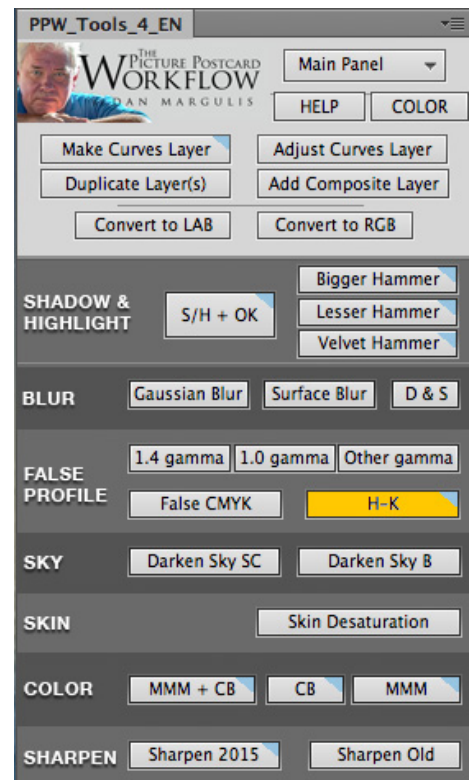 PPW_Tools_4_EN
THE
PICTURE POSTCARD
WORKFLOW
DAN MARGULIS
Main Panel
HELP COLOR
Make Curves Layer Adjust Curves Layer
Duplicate Layer(s) Add Composite Layer
Convert to LAB Convert to RGB
SHADOW &
HIGHLIGHT
S/H + OK
Bigger Hammer
Lesser Hammer
Velvet Hammer
BLUR Gaussian Blur Surface Blur D & S
FALSE
PROFILE
1.4 gamma 1.0 gamma Other gamma
False CMYK H-K
SKY Darken Sky SC Darken Sky B
SKIN Skin Desaturation
COLOR MMM + CB CB MMM
SHARPEN Sharpen 2015 Sharpen Old